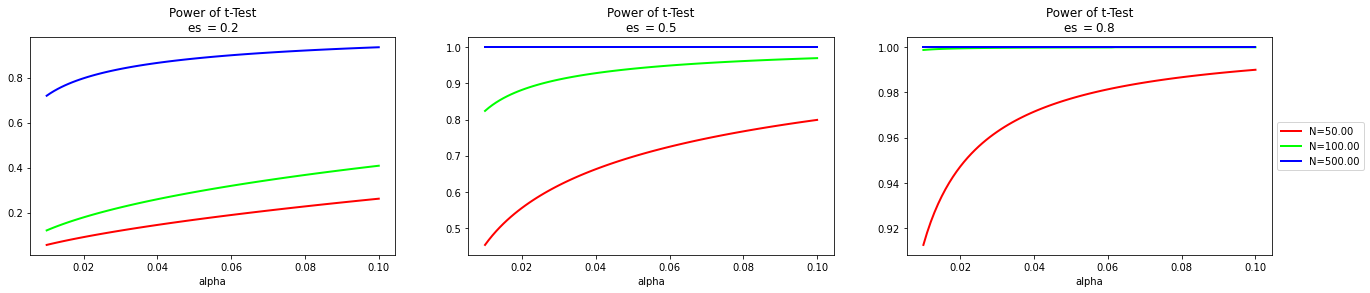 Power of t-Test
es = 0.2
0.8
0.6
0.4
0.2
0.02 0.04 0.06 0.08 0.10
alpha
Power of t-Test
es = 0.5
1.0
0.9
0.8
0.7
0.6
0.5
0.02 0.04 0.06 0.08 0.10
alpha
Power of t-Test
es = 0.8
1.00
0.98
0.96
0.94
0.92
0.02 0.04 0.06 0.08 0.10
alpha
N=50.00
N=100.00
N=500.00